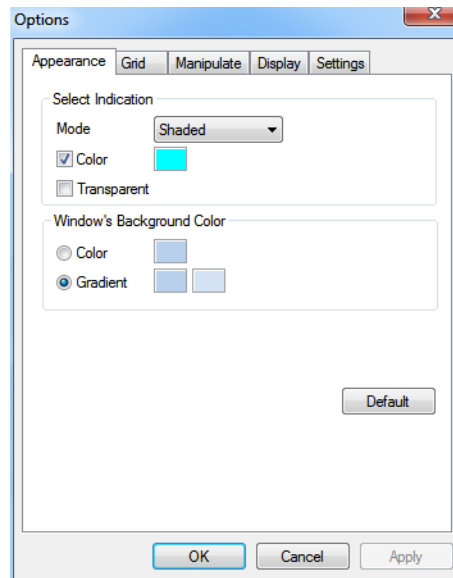 Options
Appearance Grid Manipulate Display Settings
Select Indication
Mode Shaded
Color
Transparent
Window's Background Color
Color
Gradient
Default
OK Cancel Apply